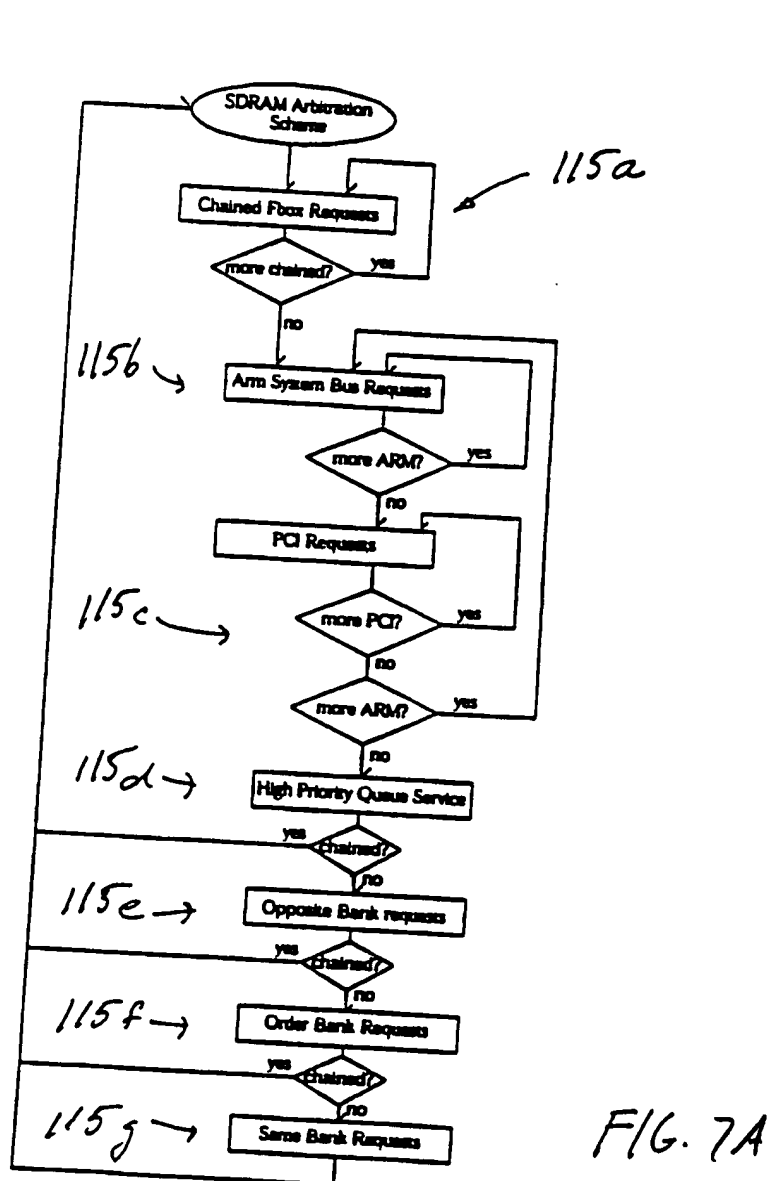 SDRAM Arbitration
Scheme
115a
Chained Fbox Requests
more chained?
yes
no
115b
Arm System Bus Requests
more ARM?
yes
no
PCI Requests
115c
more PCI?
yes
no
more ARM?
yes
no
115d
High Priority Queue Service
yes
chained?
no
115e
Opposite Bank requests
yes
chained?
no
115f
Order Bank Requests
yes
chained?
no
115g
Same Bank Requests
FIG. 7A